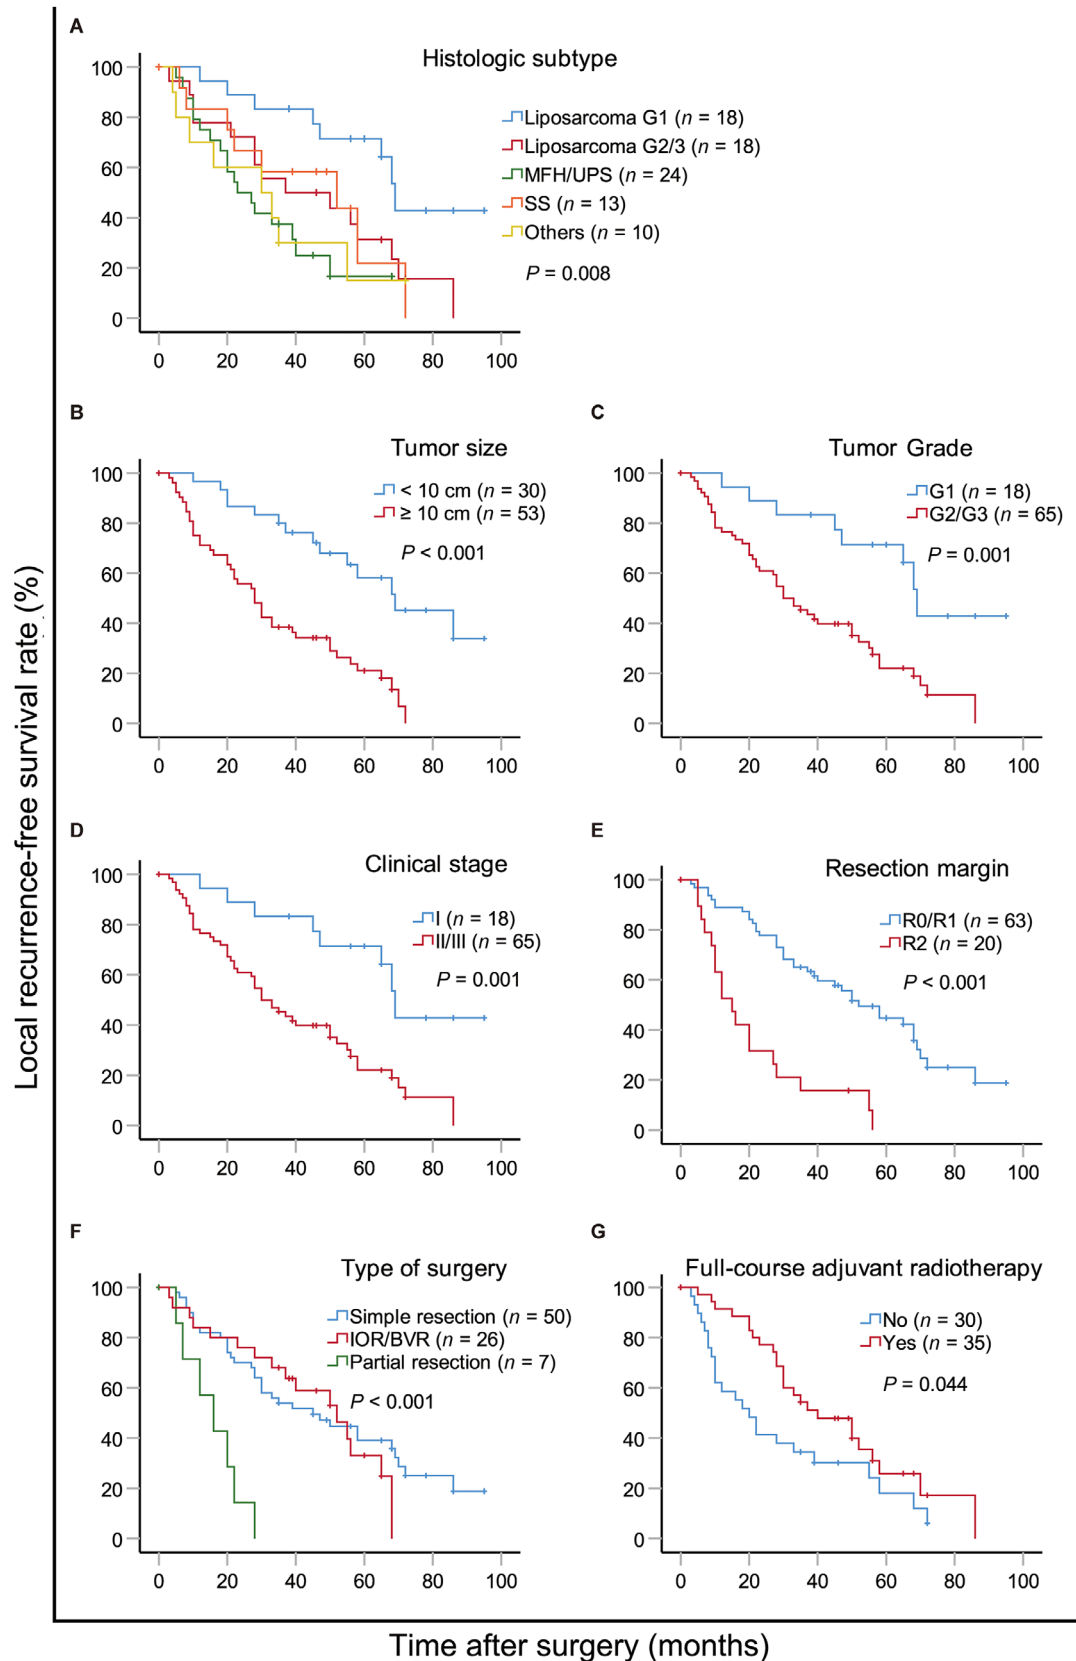 A
Histologic subtype
100
80
60
40
20
0
0 20 40 60 80 100
Liposarcoma G1 (n = 18)
Liposarcoma G2/3 (n = 18)
MFH/UPS (n = 24)
SS (n = 13)
Others (n = 10)
P = 0.008
B
Tumor size
100
80
60
40
20
0
0 20 40 60 80 100
< 10 cm (n = 30)
≥ 10 cm (n = 53)
P < 0.001
C
Tumor Grade
100
80
60
40
20
0
0 20 40 60 80 100
G1 (n = 18)
G2/G3 (n = 65)
P = 0.001
D
Clinical stage
100
80
60
40
20
0
0 20 40 60 80 100
I (n = 18)
II/III (n = 65)
P = 0.001
E
Resection margin
100
80
60
40
20
0
0 20 40 60 80 100
R0/R1 (n = 63)
R2 (n = 20)
P < 0.001
F
Type of surgery
100
80
60
40
20
0
0 20 40 60 80 100
Simple resection (n = 50)
IOR/BVR (n = 26)
Partial resection (n = 7)
P < 0.001
G
Full-course adjuvant radiotherapy
100
80
60
40
20
0
0 20 40 60 80 100
No (n = 30)
Yes (n = 35)
P = 0.044
Local recurrence-free survival rate (%)
Time after surgery (months)